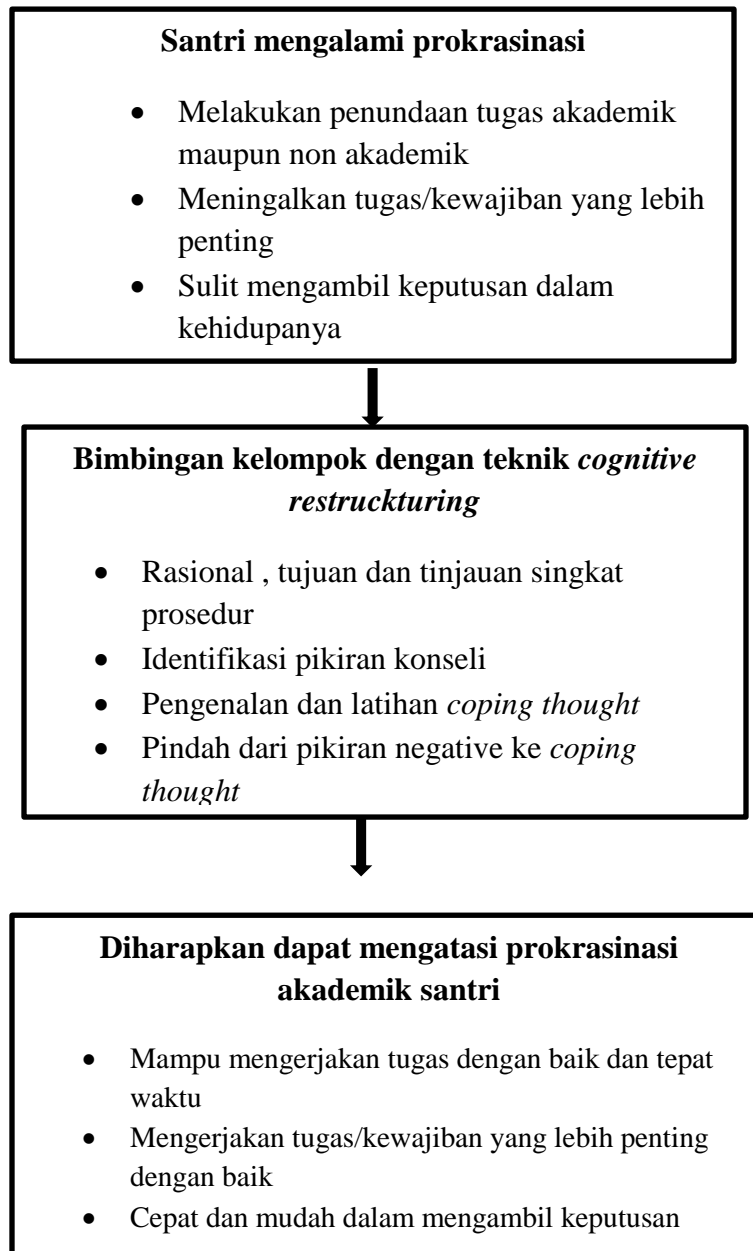 Santri mengalami prokrasinasi
• Melakukan penundaan tugas akademik
maupun non akademik
• Meningalkan tugas/kewajiban yang lebih
penting
• Sulit mengambil keputusan dalam
kehidupanya
Bimbingan kelompok dengan teknik cognitive
restruckturing
• Rasional , tujuan dan tinjauan singkat
prosedur
• Identifikasi pikiran konseli
• Pengenalan dan latihan coping thought
• Pindah dari pikiran negative ke coping
thought
Diharapkan dapat mengatasi prokrasinasi
akademik santri
• Mampu mengerjakan tugas dengan baik dan tepat
waktu
• Mengerjakan tugas/kewajiban yang lebih penting
dengan baik
• Cepat dan mudah dalam mengambil keputusan